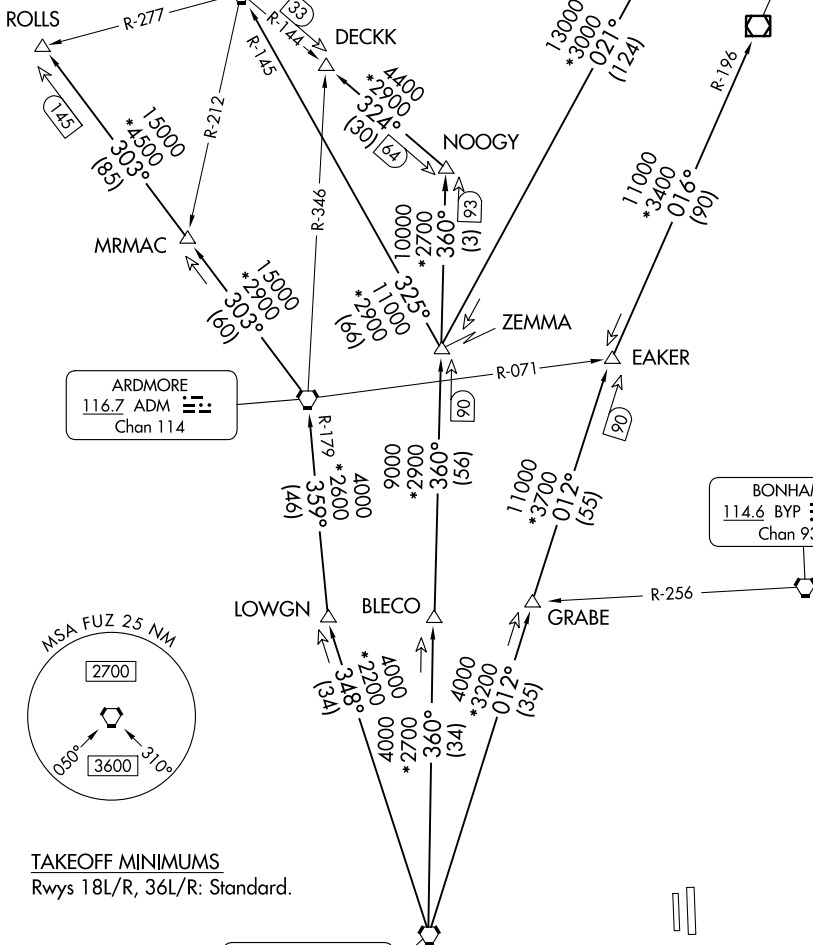 ROLLS
R-277
33
R-144
DECKK
R-145
13000
*3000
021°
(124)
R-196
145
15000
*4500
303°
(85)
R-212
4400
*2900
324°
(30)
64
NOOGY
R-346
93
11000
*3400
016°
(90)
MRMAC
10000
*2700
360°
(3)
15000
*2900
303°
(60)
325°
11000
*2900
(66)
ZEMMA
EAKER
R-071
ARDMORE
116.7 ADM
Chan 114
90
90
R-179
4000
*2600
359°
(46)
9000
*2900
360°
(56)
11000
*3700
012°
(55)
114.6 BYP
Chan
R-256
LOWGN
BLECO
GRABE
MSA FUZ 25 NM
2700
050°
310°
3600
4000
*2200
348°
(34)
4000
*2700
360°
(34)
4000
*3200
012°
(35)
TAKEOFF MINIMUMS
Rwys 18L/R, 36L/R: Standard.